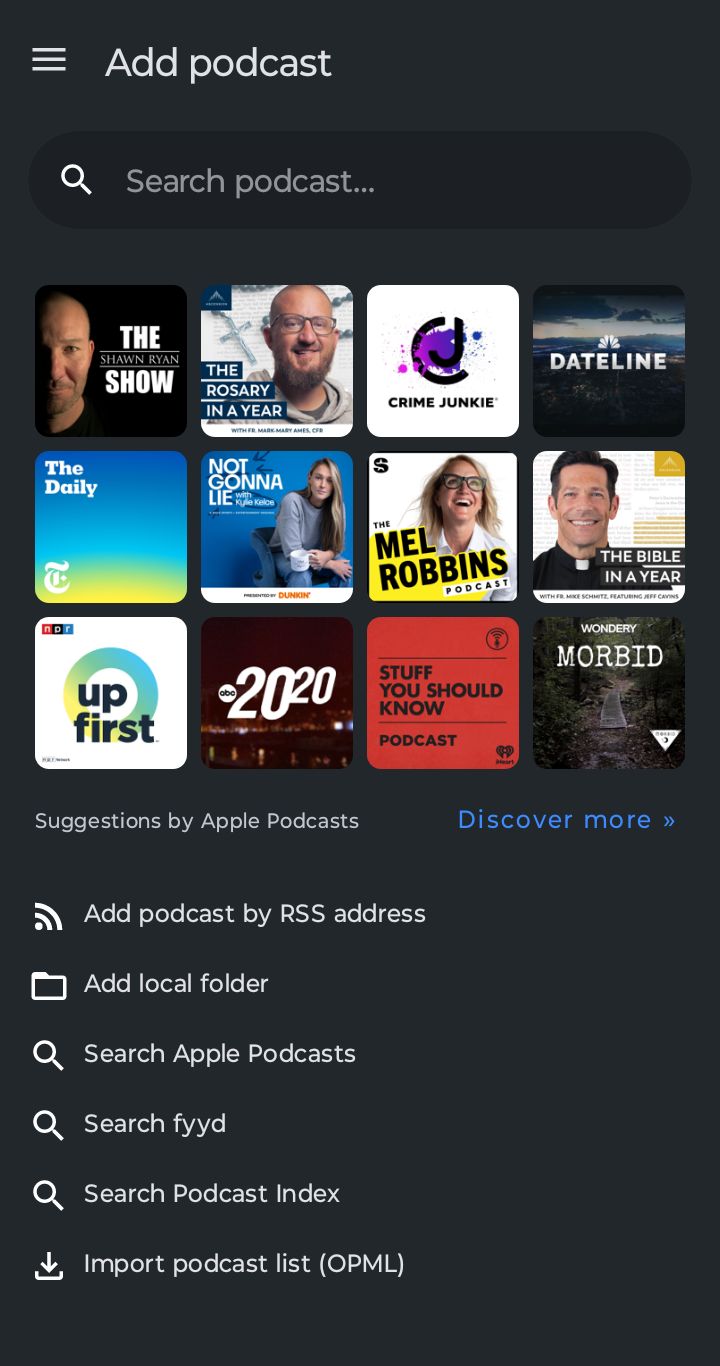 Add podcast
Search podcast...
THE
SHAWN RYAN
SHOW
ASCENSION
THE
ROSARY
IN A YEAR
WITH FR. MARK-MARY AMES, CFR
CRIME JUNKIE
DATELINE
The
Daily
NOT
GONNA
LIE with
Kylie Kelce
PRESENTED BY DUNKIN'
THE
MEL
ROBBINS
PODCAST
THE BIBLE
IN A YEAR
WITH FR. MIKE SCHMITZ, FEATURING JEFF CAVINS
npr
up
first
abc 2020
STUFF
YOU SHOULD
KNOW
PODCAST
iHeart
WONDERY
MORBID
Suggestions by Apple Podcasts
Discover more »
Add podcast by RSS address
Add local folder
Search Apple Podcasts
Search fyyd
Search Podcast Index
Import podcast list (OPML)